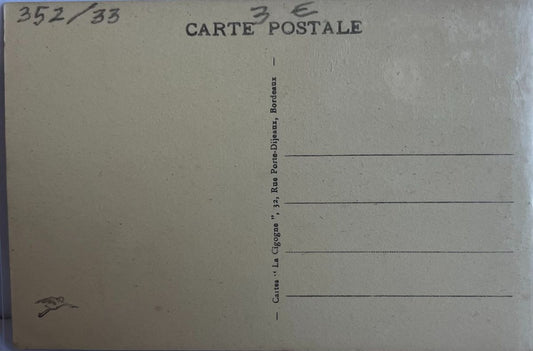 352/33
3 €
CARTE POSTALE
— Cartes " La Cigogne ", 32, Rue Porte-Dijeaux, Bordeaux —